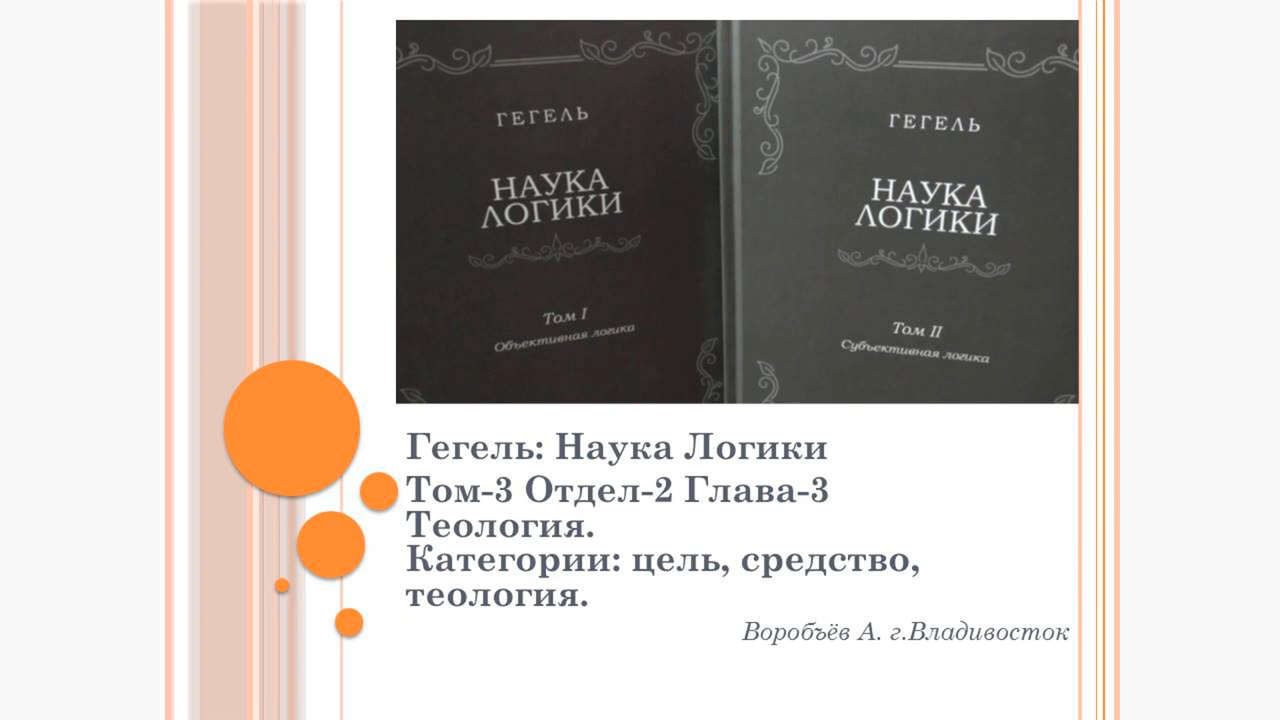 ГЕГЕЛЬ
НАУКА
ЛОГИКИ
Том I
Объективная логика
ГЕГЕЛЬ
НАУКА
ЛОГИКИ
Том II
Субъективная логика
Гегель: Наука Логики
Том-3 Отдел-2 Глава-3
Теология.
Категории: цель, средство,
теология.
Воробъёв А. г.Владивосток